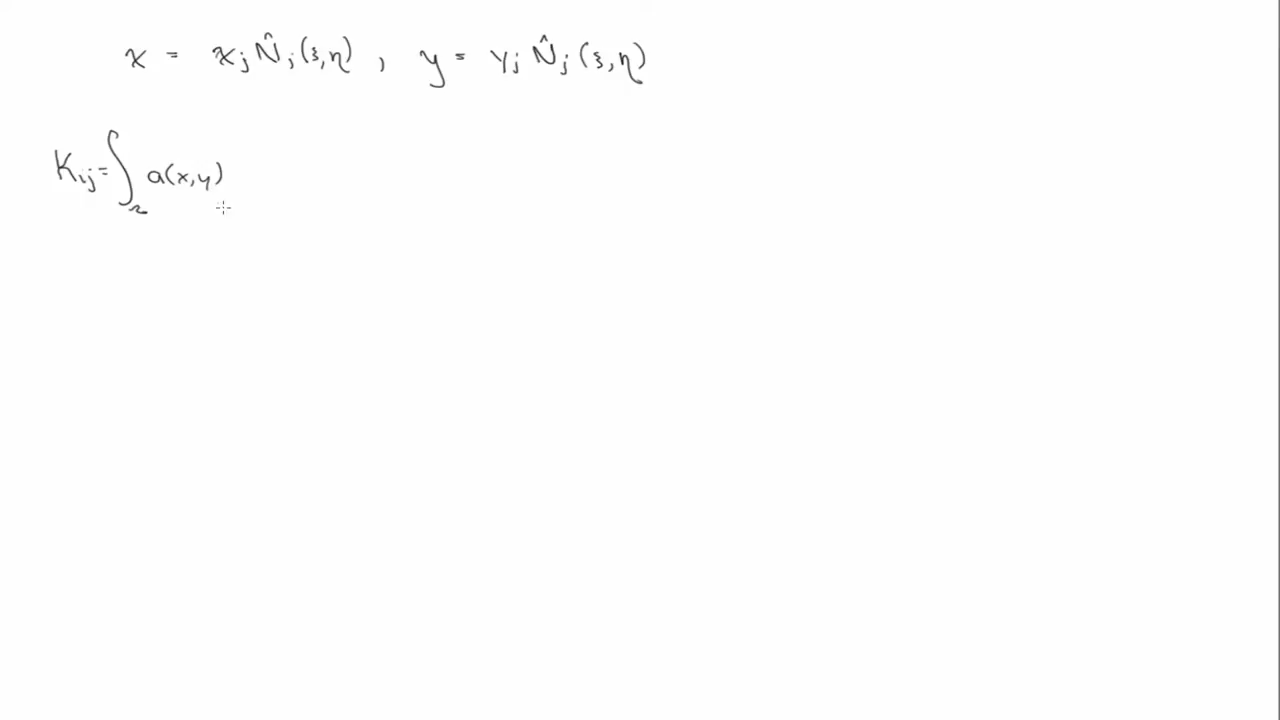 x = x_j N̂_j(ξ,η) , y = y_j N̂_j(ξ,η)
K_ij = ∫_Ω a(x,y)